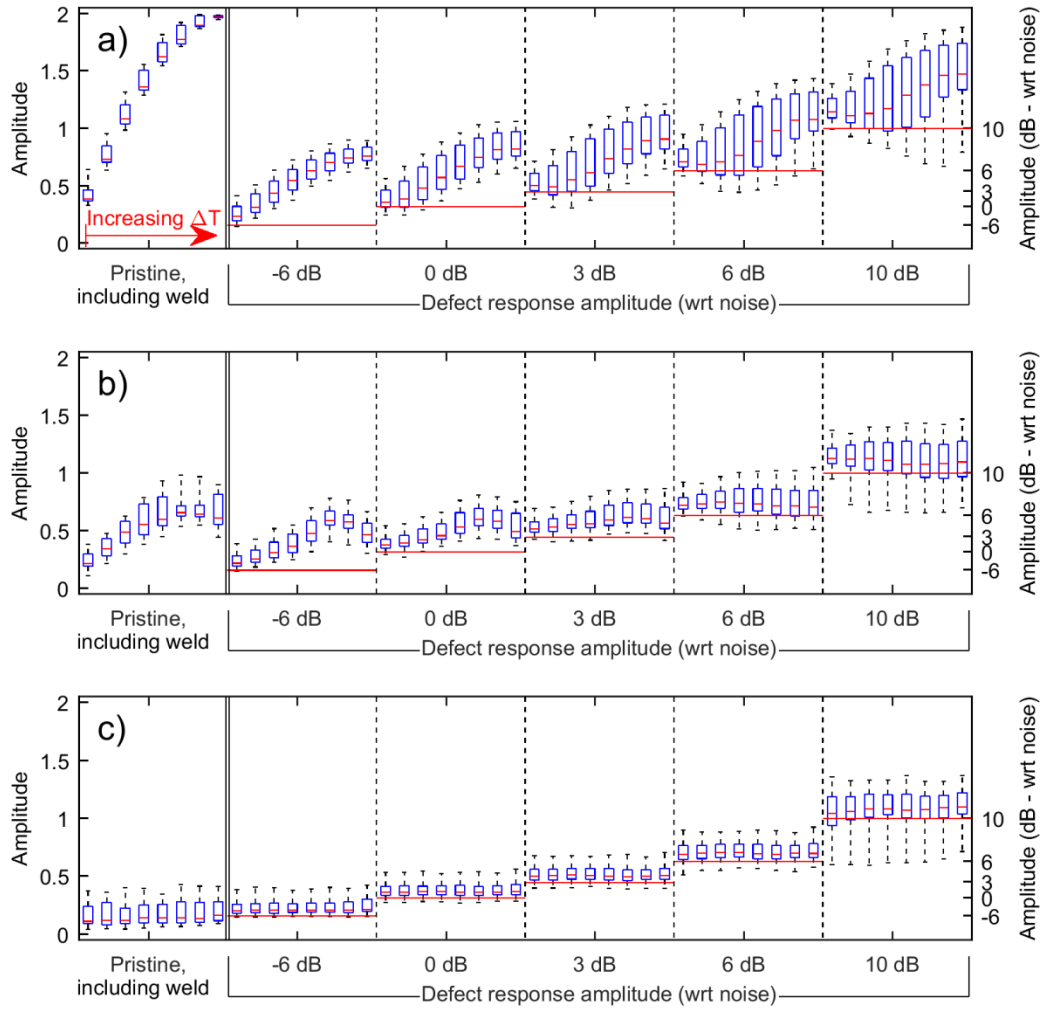 a)
Amplitude
2
1.5
1
0.5
0
Increasing ΔT
10
6
3
0
-6
Amplitude (dB - wrt noise)
Pristine,
including weld
-6 dB
0 dB
3 dB
6 dB
10 dB
Defect response amplitude (wrt noise)
b)
Amplitude
2
1.5
1
0.5
0
10
6
3
0
-6
Amplitude (dB - wrt noise)
Pristine,
including weld
-6 dB
0 dB
3 dB
6 dB
10 dB
Defect response amplitude (wrt noise)
c)
Amplitude
2
1.5
1
0.5
0
10
6
3
0
-6
Amplitude (dB - wrt noise)
Pristine,
including weld
-6 dB
0 dB
3 dB
6 dB
10 dB
Defect response amplitude (wrt noise)